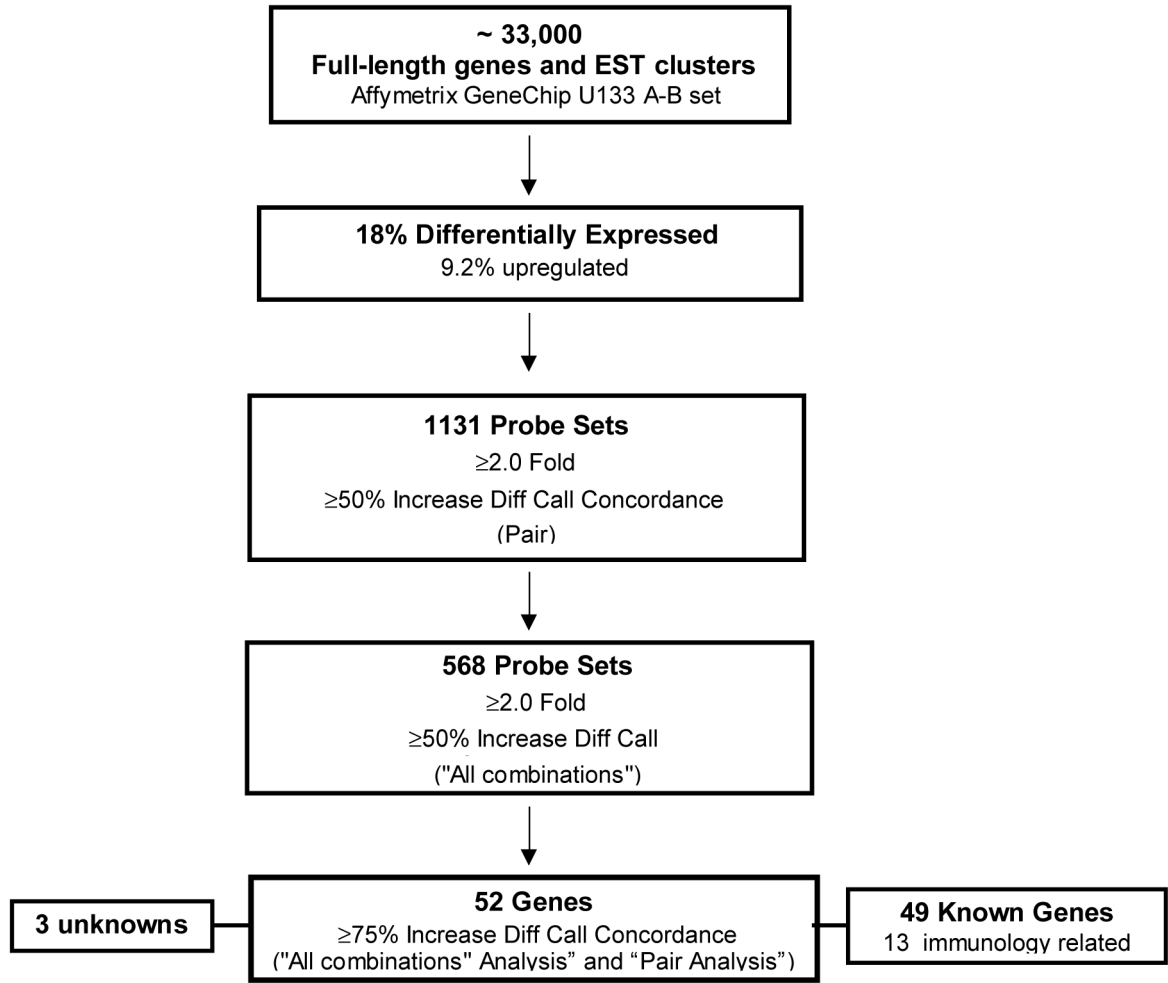 ~ 33,000
Full-length genes and EST clusters
Affymetrix GeneChip U133 A-B set
18% Differentially Expressed
9.2% upregulated
1131 Probe Sets
≥2.0 Fold
≥50% Increase Diff Call Concordance
(Pair)
568 Probe Sets
≥2.0 Fold
≥50% Increase Diff Call
("All combinations")
3 unknowns
52 Genes
≥75% Increase Diff Call Concordance
("All combinations" Analysis” and “Pair Analysis”)
49 Known Genes
13 immunology related